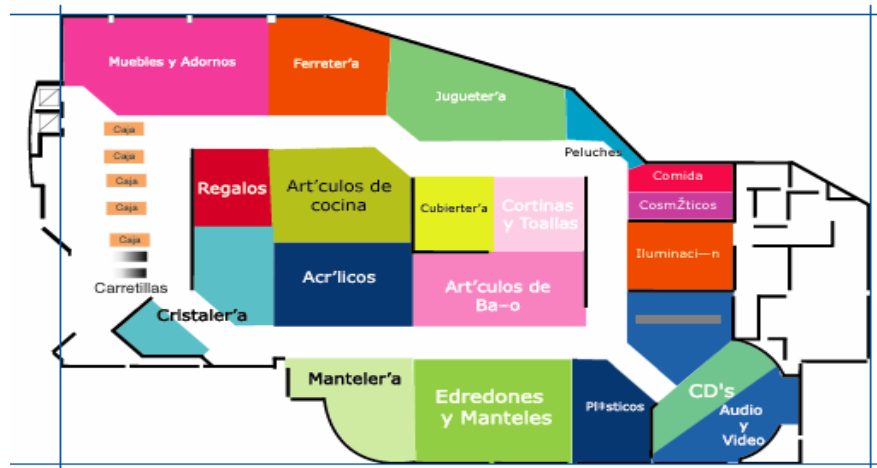 Muebles y Adornos
Ferreter’a
Jugueter’a
Peluches
Caja
Caja
Caja
Caja
Caja
Carretillas
Regalos
Art’culos de
cocina
Cubierter’a
Cortinas
y Toallas
Comida
CosmŽticos
Iluminaci—n
Acr’licos
Art’culos de
Ba–o
Cristaler’a
Manteler’a
Edredones
y Manteles
Pl‡sticos
CD's
Audio
y
Video